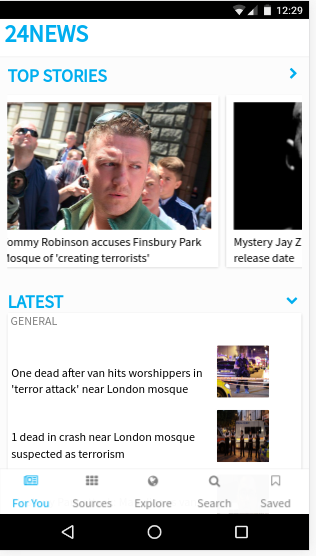 12:29
24NEWS
TOP STORIES
ommy Robinson accuses Finsbury Park
Mosque of 'creating terrorists'
Mystery Jay Z
release date
LATEST
GENERAL
One dead after van hits worshippers in
'terror attack' near London mosque
1 dead in crash near London mosque
suspected as terrorism
For You Sources Explore Search Saved